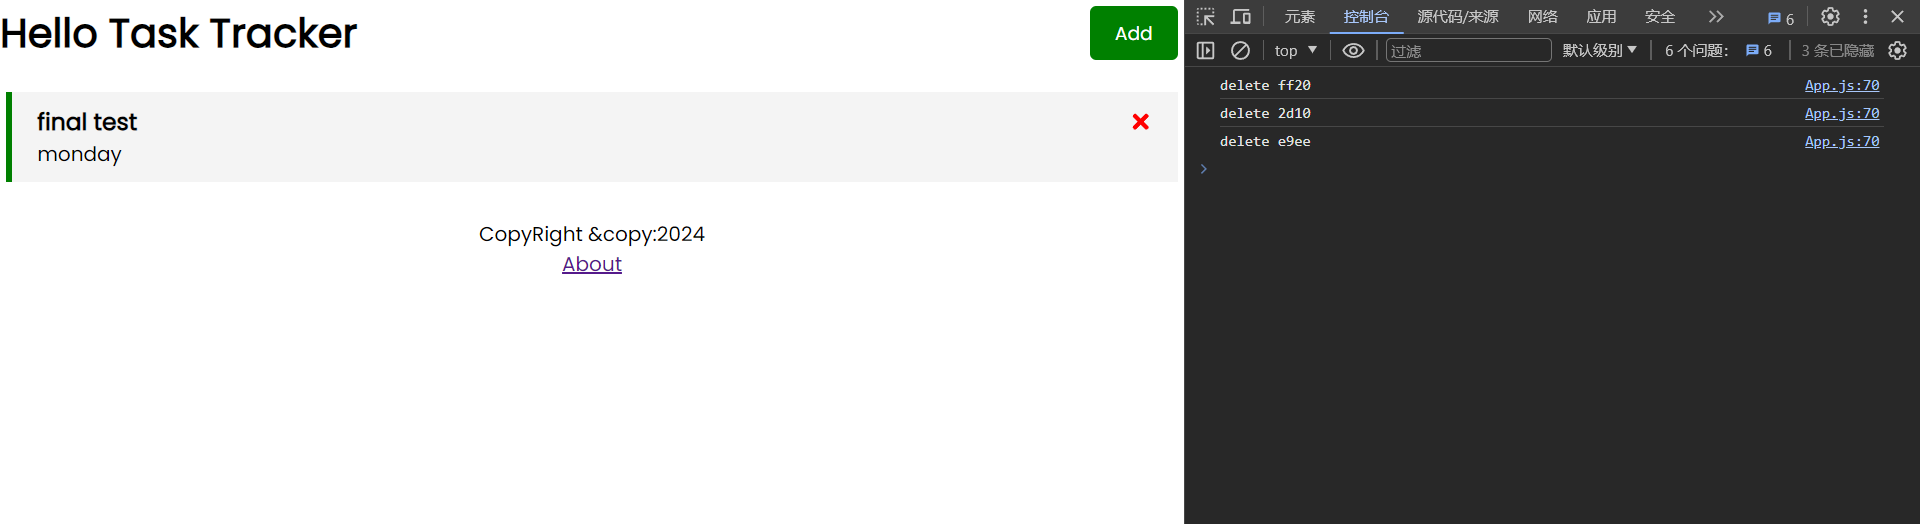 Hello Task Tracker
Add
final test
monday
CopyRight &copy:2024
About
元素 控制台 源代码/来源 网络 应用 安全 6
top 过滤 默认级别 6 个问题: 6 3 条已隐藏
delete ff20 App.js:70
delete 2d10 App.js:70
delete e9ee App.js:70